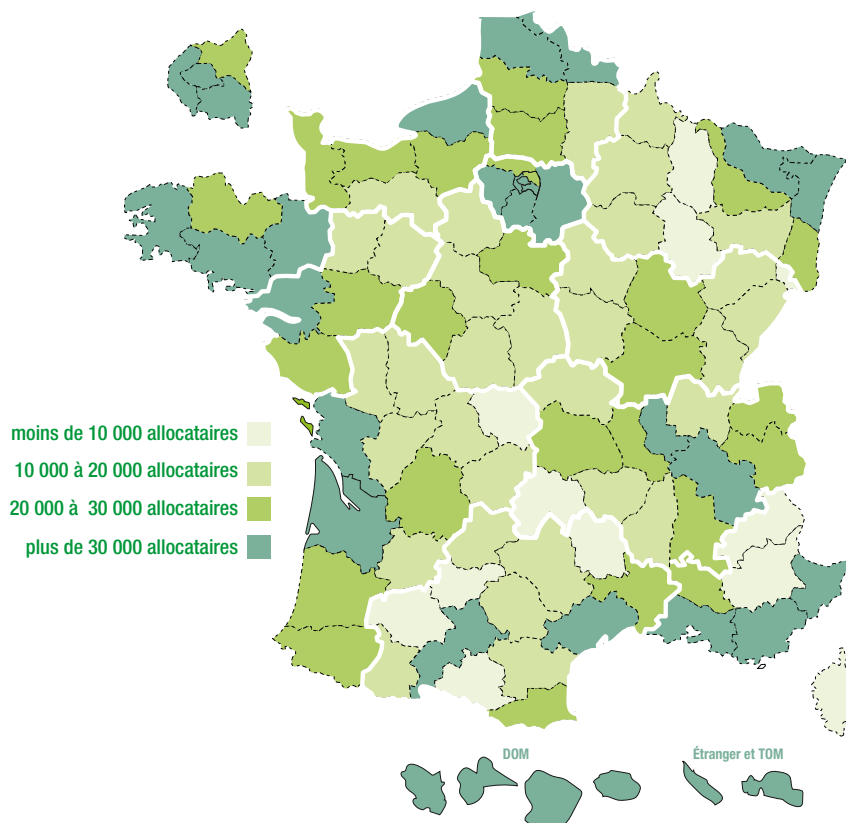 moins de 10 000 allocataires
10 000 à 20 000 allocataires
20 000 à 30 000 allocataires
plus de 30 000 allocataires
DOM
Étranger et TOM